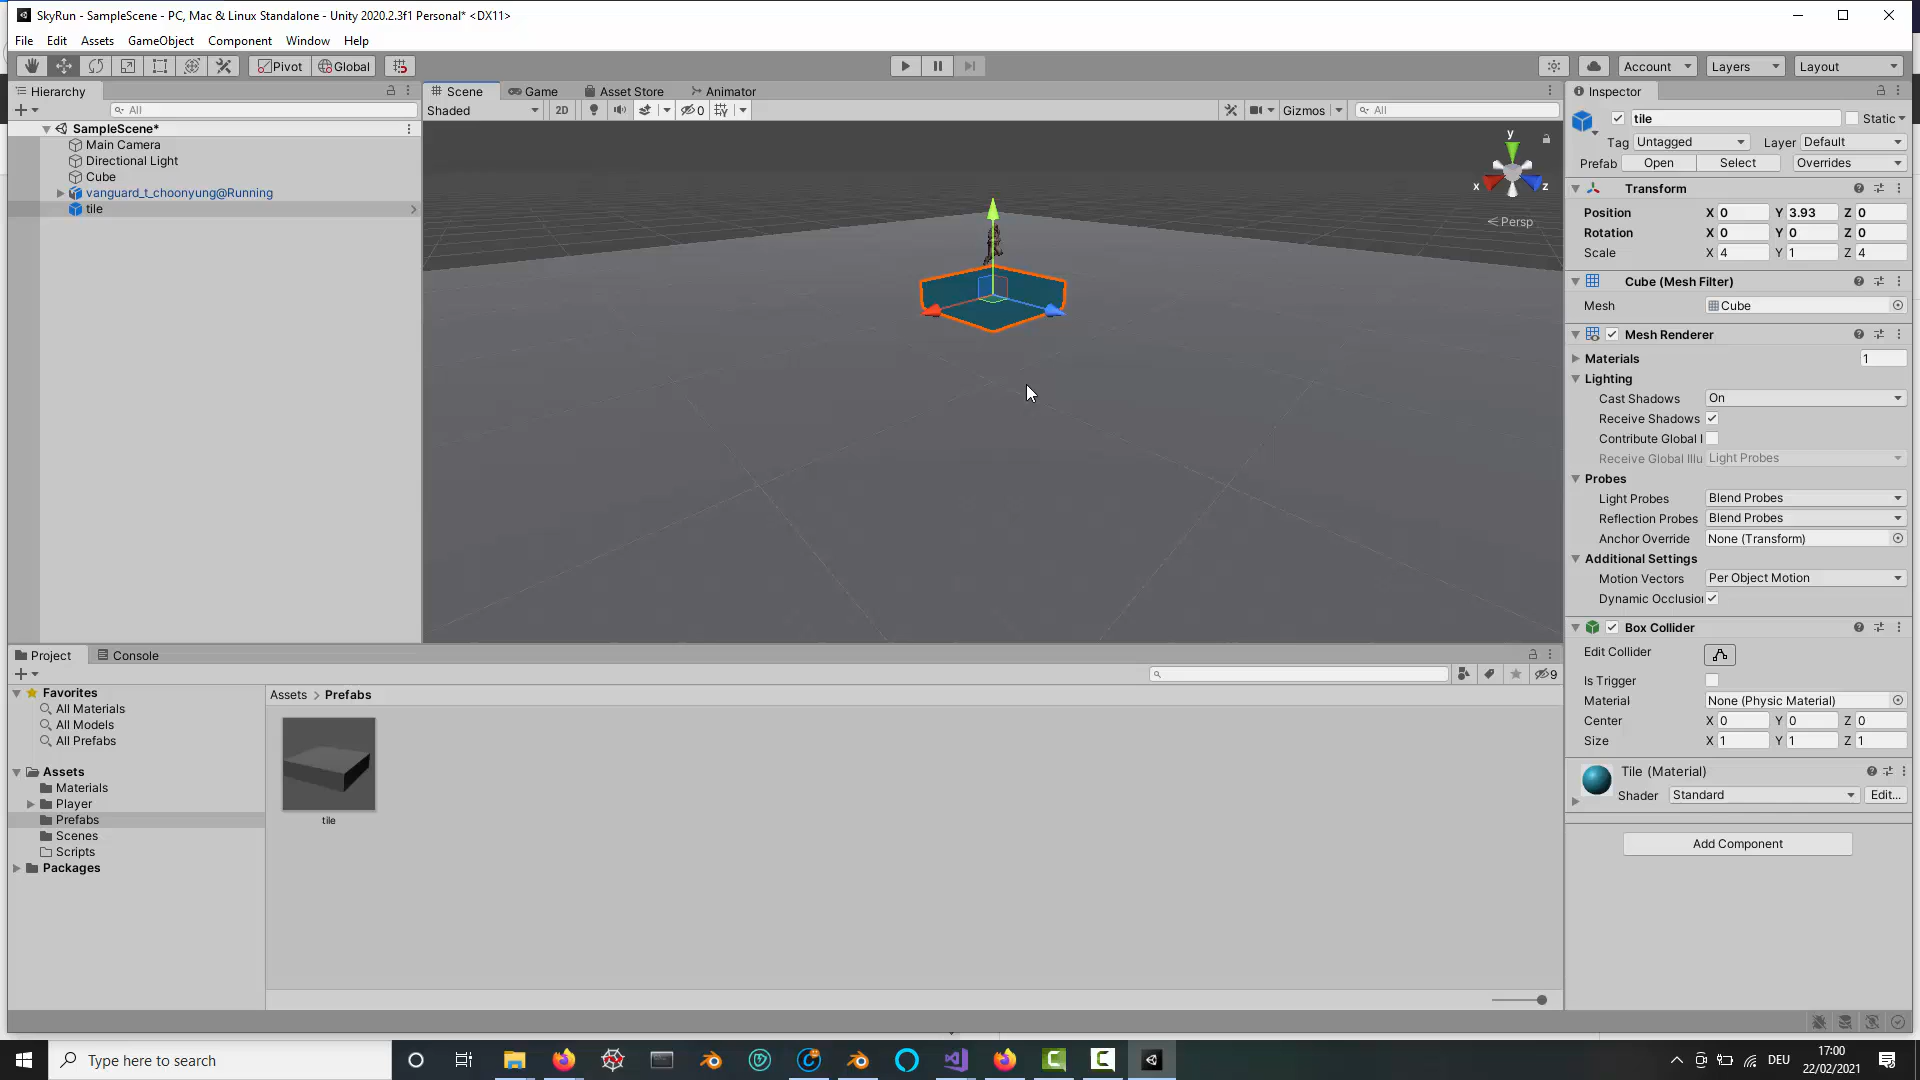 SkyRun - SampleScene - PC, Mac & Linux Standalone - Unity 2020.2.3f1 Personal* <DX11>
File Edit Assets GameObject Component Window Help
Pivot Global Account Layers Layout
Hierarchy
All
SampleScene*
Main Camera
Directional Light
Cube
vanguard_t_choonyung@Running
tile
Scene Game Asset Store Animator
Shaded 2D 0 Gizmos All
y
x z
Persp
Inspector
tile Static
Tag Untagged Layer Default
Prefab Open Select Overrides
Transform
Position X 0 Y 3.93 Z 0
Rotation X 0 Y 0 Z 0
Scale X 4 Y 1 Z 4
Cube (Mesh Filter)
Mesh Cube
Mesh Renderer
Materials 1
Lighting
Cast Shadows On
Receive Shadows
Contribute Global I
Receive Global Illu Light Probes
Probes
Light Probes Blend Probes
Reflection Probes Blend Probes
Anchor Override None (Transform)
Additional Settings
Motion Vectors Per Object Motion
Dynamic Occlusion
Box Collider
Edit Collider
Is Trigger
Material None (Physic Material)
Center X 0 Y 0 Z 0
Size X 1 Y 1 Z 1
Tile (Material)
Shader Standard Edit...
Add Component
Project Console
9
Favorites
All Materials
All Models
All Prefabs
Assets
Materials
Player
Prefabs
Scenes
Scripts
Packages
Assets > Prefabs
tile
Type here to search
DEU
17:00
22/02/2021